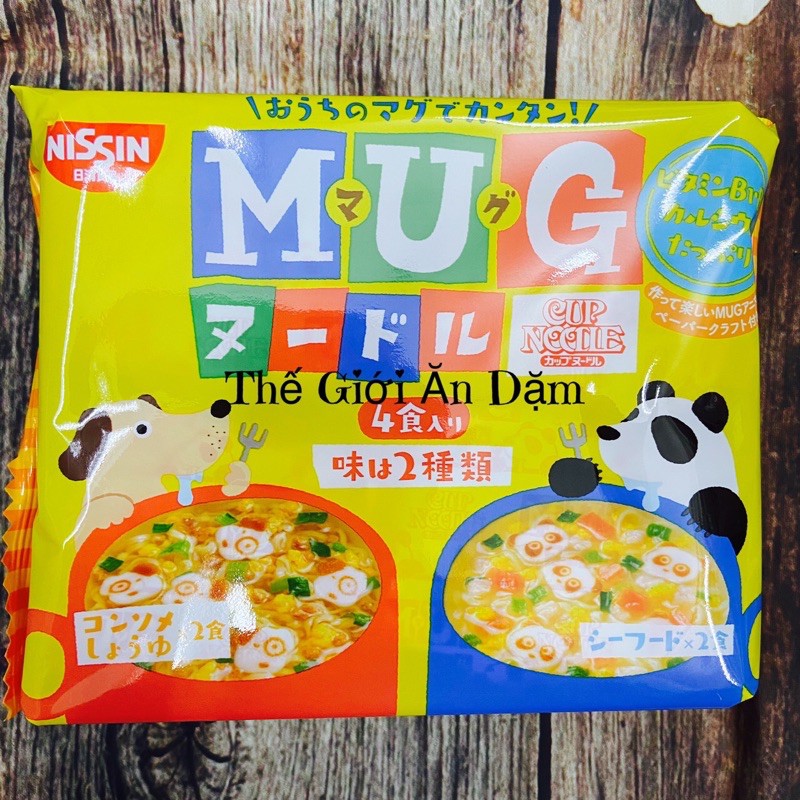 \おうちのマグでカンタン!/
NISSIN
MUG
マグ
ヌードル
CUP
NOODLE
カップヌードル
ビタミンB1
カルシウム
たっぷり
作って楽しいMUGアニ
ペーパークラフト付
Thế Giới Ăn Dặm
4食入り
味は2種類
コンソメ
しょうゆ×2食
シーフード×2食